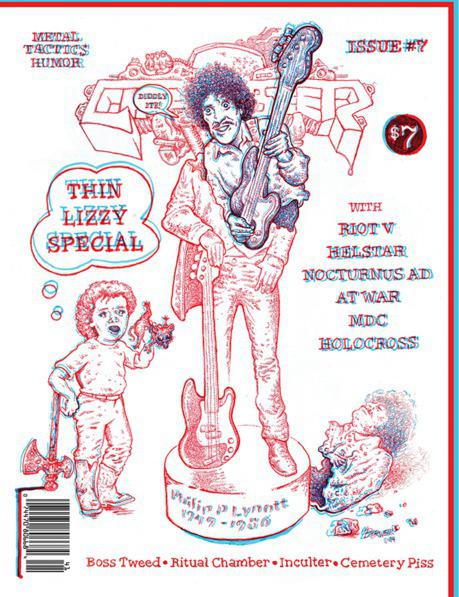 METAL
TACTICS
HUMOR
ISSUE #7
DIDDLY
ITE!
$7
THIN
LIZZY
SPECIAL
WITH
RIOT V
HELSTAR
NOCTURNUS AD
AT WAR
MDC
HOLOCROSS
Philip P Lynott
1949 - 1986
Boss Tweed • Ritual Chamber • Inculter • Cemetery Piss